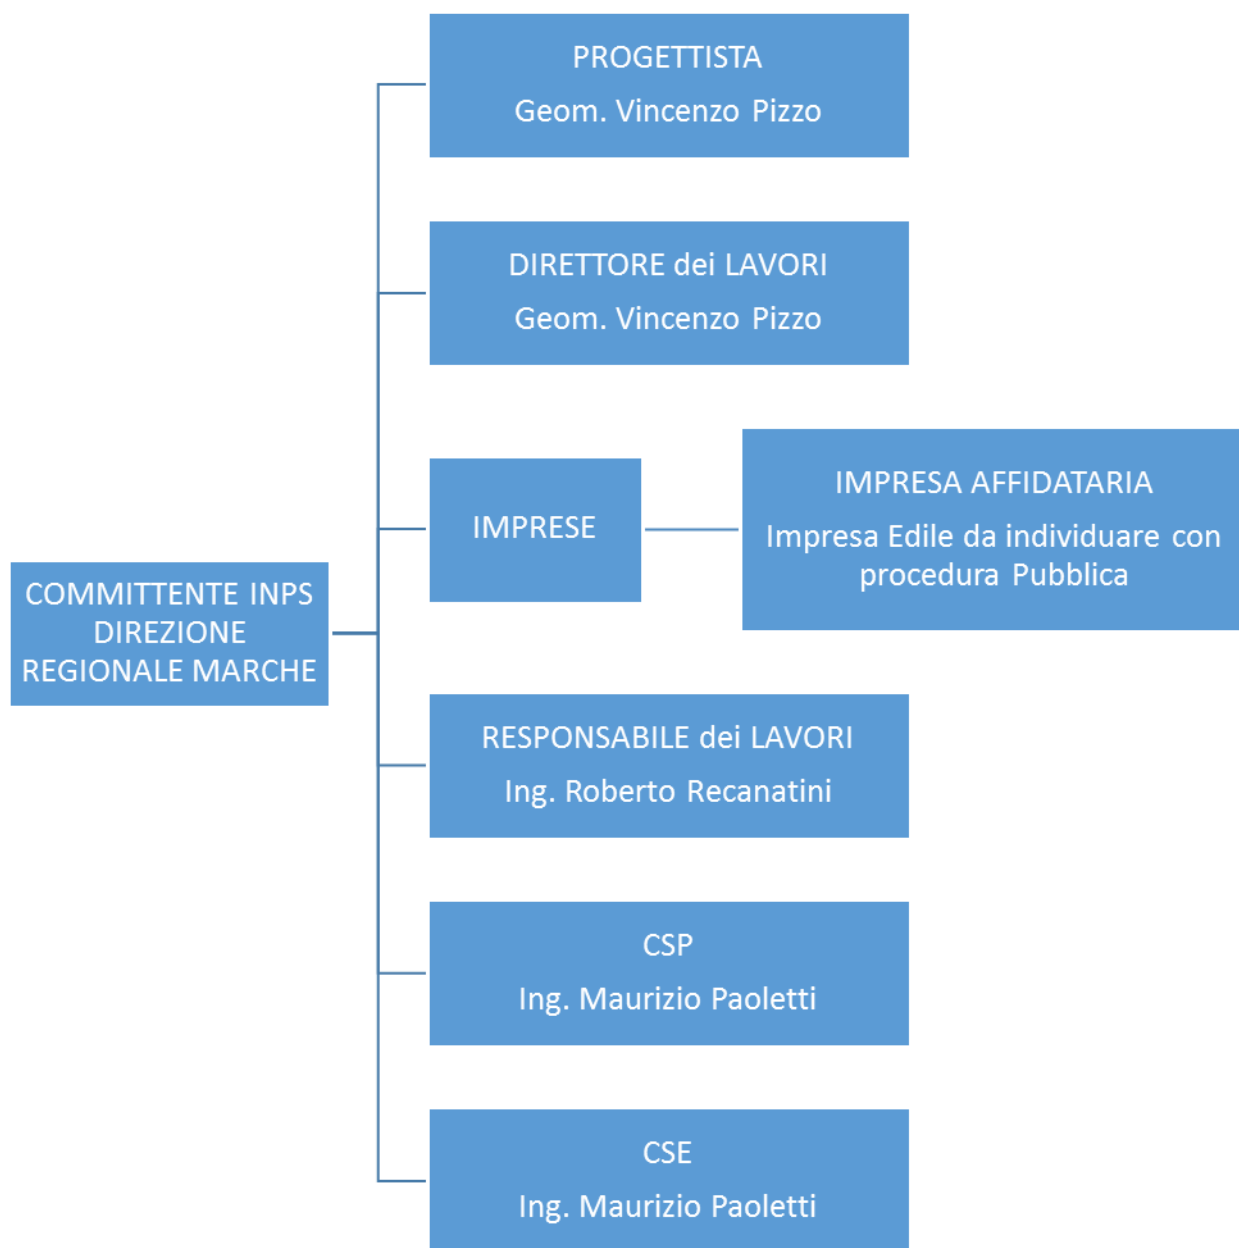 PROGETTISTA
Geom. Vincenzo Pizzo
DIRETTORE dei LAVORI
Geom. Vincenzo Pizzo
IMPRESE
IMPRESA AFFIDATARIA
Impresa Edile da individuare con
procedura Pubblica
COMMITTENTE INPS
DIREZIONE
REGIONALE MARCHE
RESPONSABILE dei LAVORI
Ing. Roberto Recanatini
CSP
Ing. Maurizio Paoletti
CSE
Ing. Maurizio Paoletti